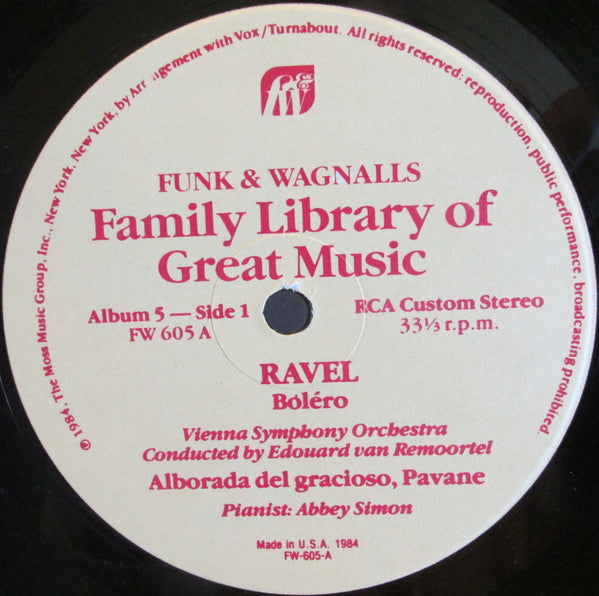 ℗ 1984, The Moss Music Group, Inc., New York, New York, by Arr gement with Vox/Turnabout. All rights reserved: reproduction, public performance, broadcasting prohibited.
F&W
FUNK & WAGNALLS
Family Library of
Great Music
Album 5 — Side 1
FW 605 A
RCA Custom Stereo
33⅓ r.p.m.
RAVEL
Boléro
Vienna Symphony Orchestra
Conducted by Edouard van Remoortel
Alborada del gracioso, Pavane
Pianist: Abbey Simon
Made in U.S.A. 1984
FW-605-A